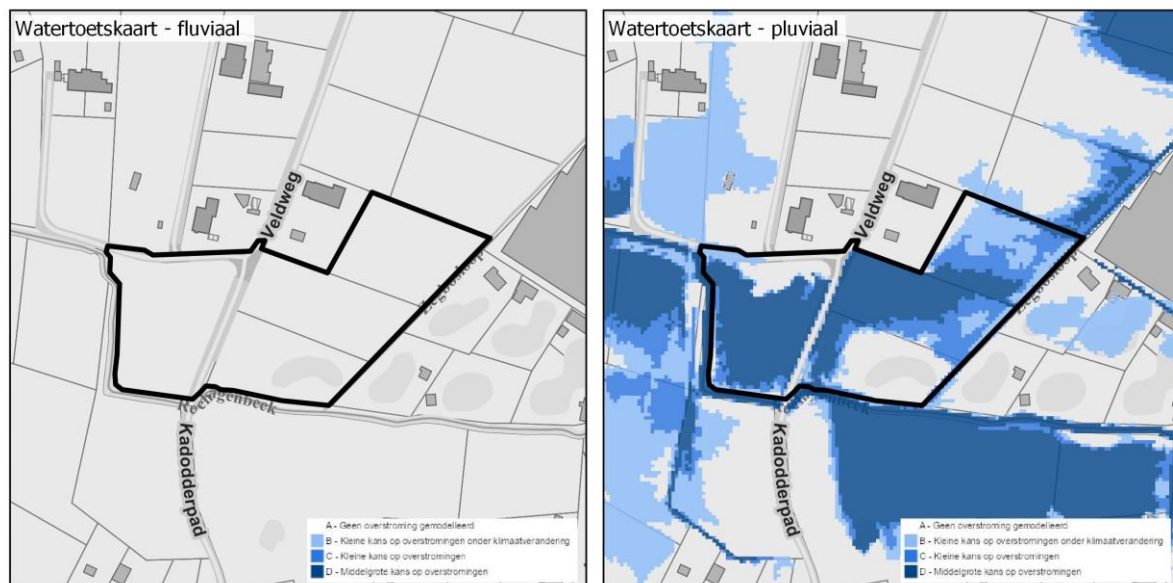 Watertoetskaart - fluviaal
Veldweg
Kadodderpad
A - Geen overstroming gemodelleerd
B - Kleine kans op overstromingen onder klimaatverandering
C - Kleine kans op overstromingen
D - Middelgrote kans op overstromingen
Watertoetskaart - pluviaal
Veldweg
Kadodderpad
A - Geen overstroming gemodelleerd
B - Kleine kans op overstromingen onder klimaatverandering
C - Kleine kans op overstromingen
D - Middelgrote kans op overstromingen